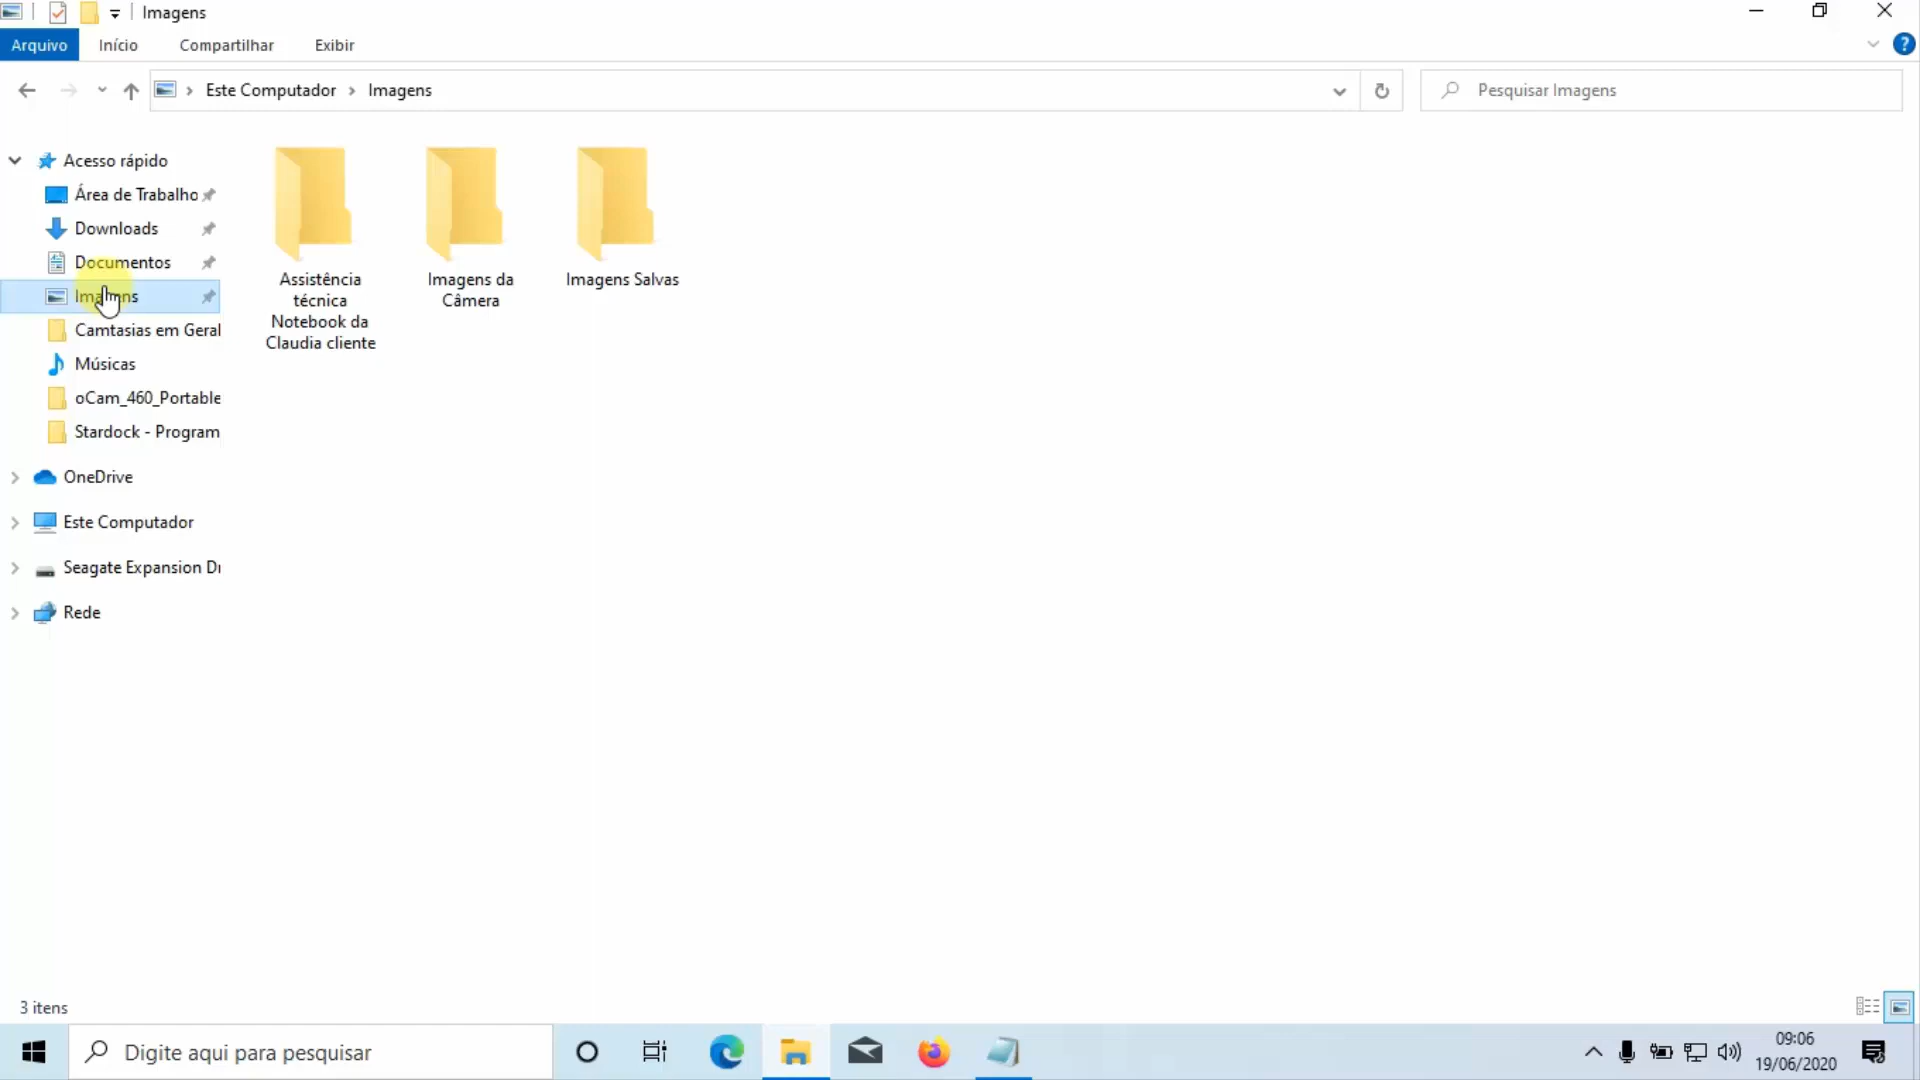 Imagens
Arquivo Início Compartilhar Exibir ?
Este Computador Imagens
Pesquisar Imagens
Acesso rápido
Área de Trabalho
Downloads
Documentos
Imagens
Camtasias em Geral
Músicas
oCam_460_Portable
Stardock - Program
OneDrive
Este Computador
Seagate Expansion Dr
Rede
Assistência
técnica
Notebook da
Claudia cliente
Imagens da
Câmera
Imagens Salvas
3 itens
Digite aqui para pesquisar
09:06
19/06/2020